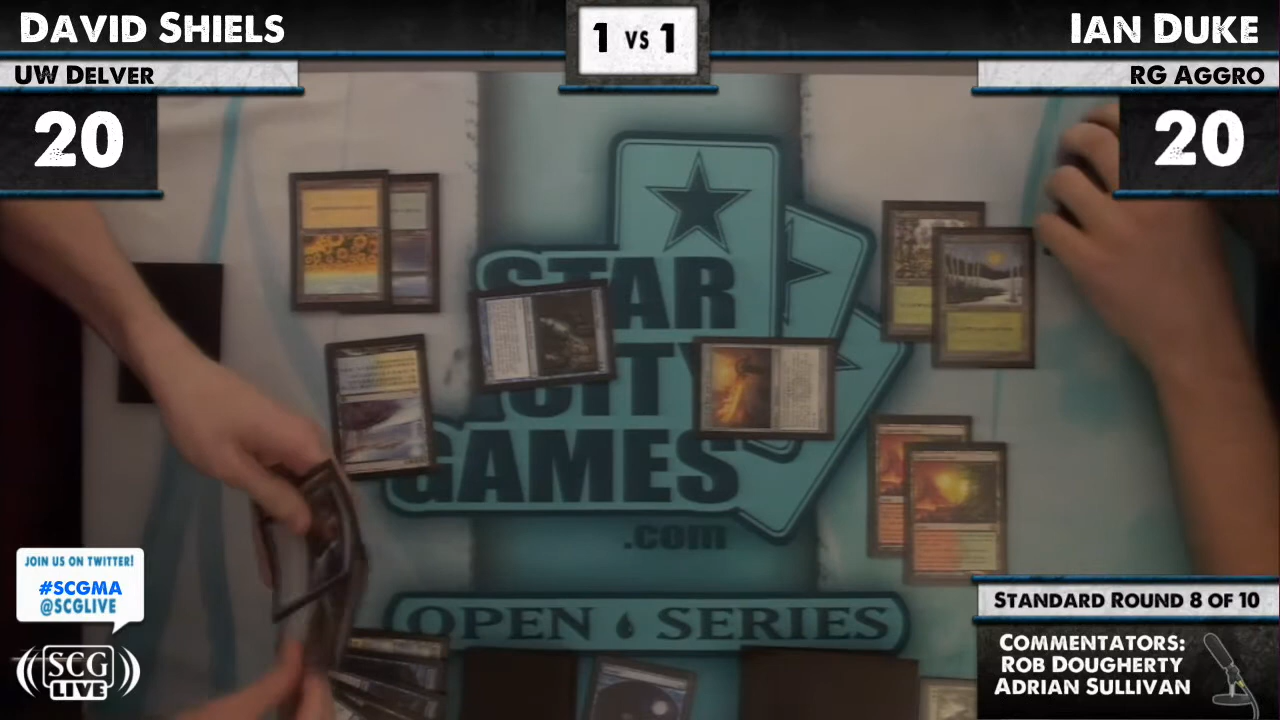 DAVID SHIELS
1 VS 1
IAN DUKE
UW DELVER
RG AGGRO
20
20
STAR
CITY
GAMES
.com
OPEN SERIES
JOIN US ON TWITTER!
#SCGMA
@SCGLIVE
SCG
LIVE
STANDARD ROUND 8 OF 10
COMMENTATORS:
ROB DOUGHERTY
ADRIAN SULLIVAN